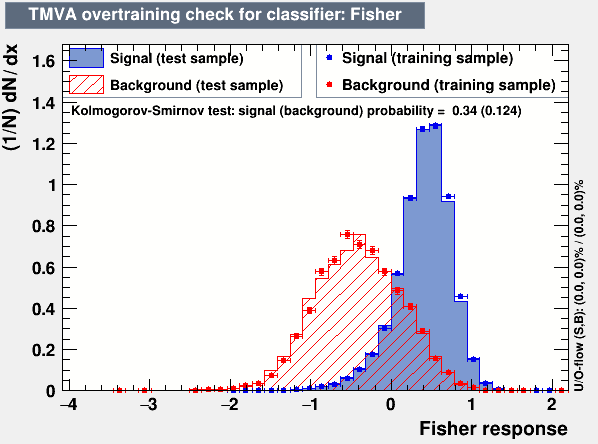 TMVA overtraining check for classifier: Fisher
(1/N) dN/ dx
Signal (test sample)
Background (test sample)
Signal (training sample)
Background (training sample)
Kolmogorov-Smirnov test: signal (background) probability = 0.34 (0.124)
1.6
1.4
1.2
1
0.8
0.6
0.4
0.2
0
−4 −3 −2 −1 0 1 2
Fisher response
U/O-flow (S,B): (0.0, 0.0)% / (0.0, 0.0)%